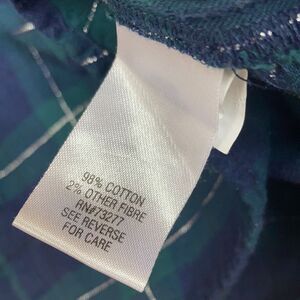 98% COTTON
2% OTHER FIBRE
RN#73277
SEE REVERSE
FOR CARE